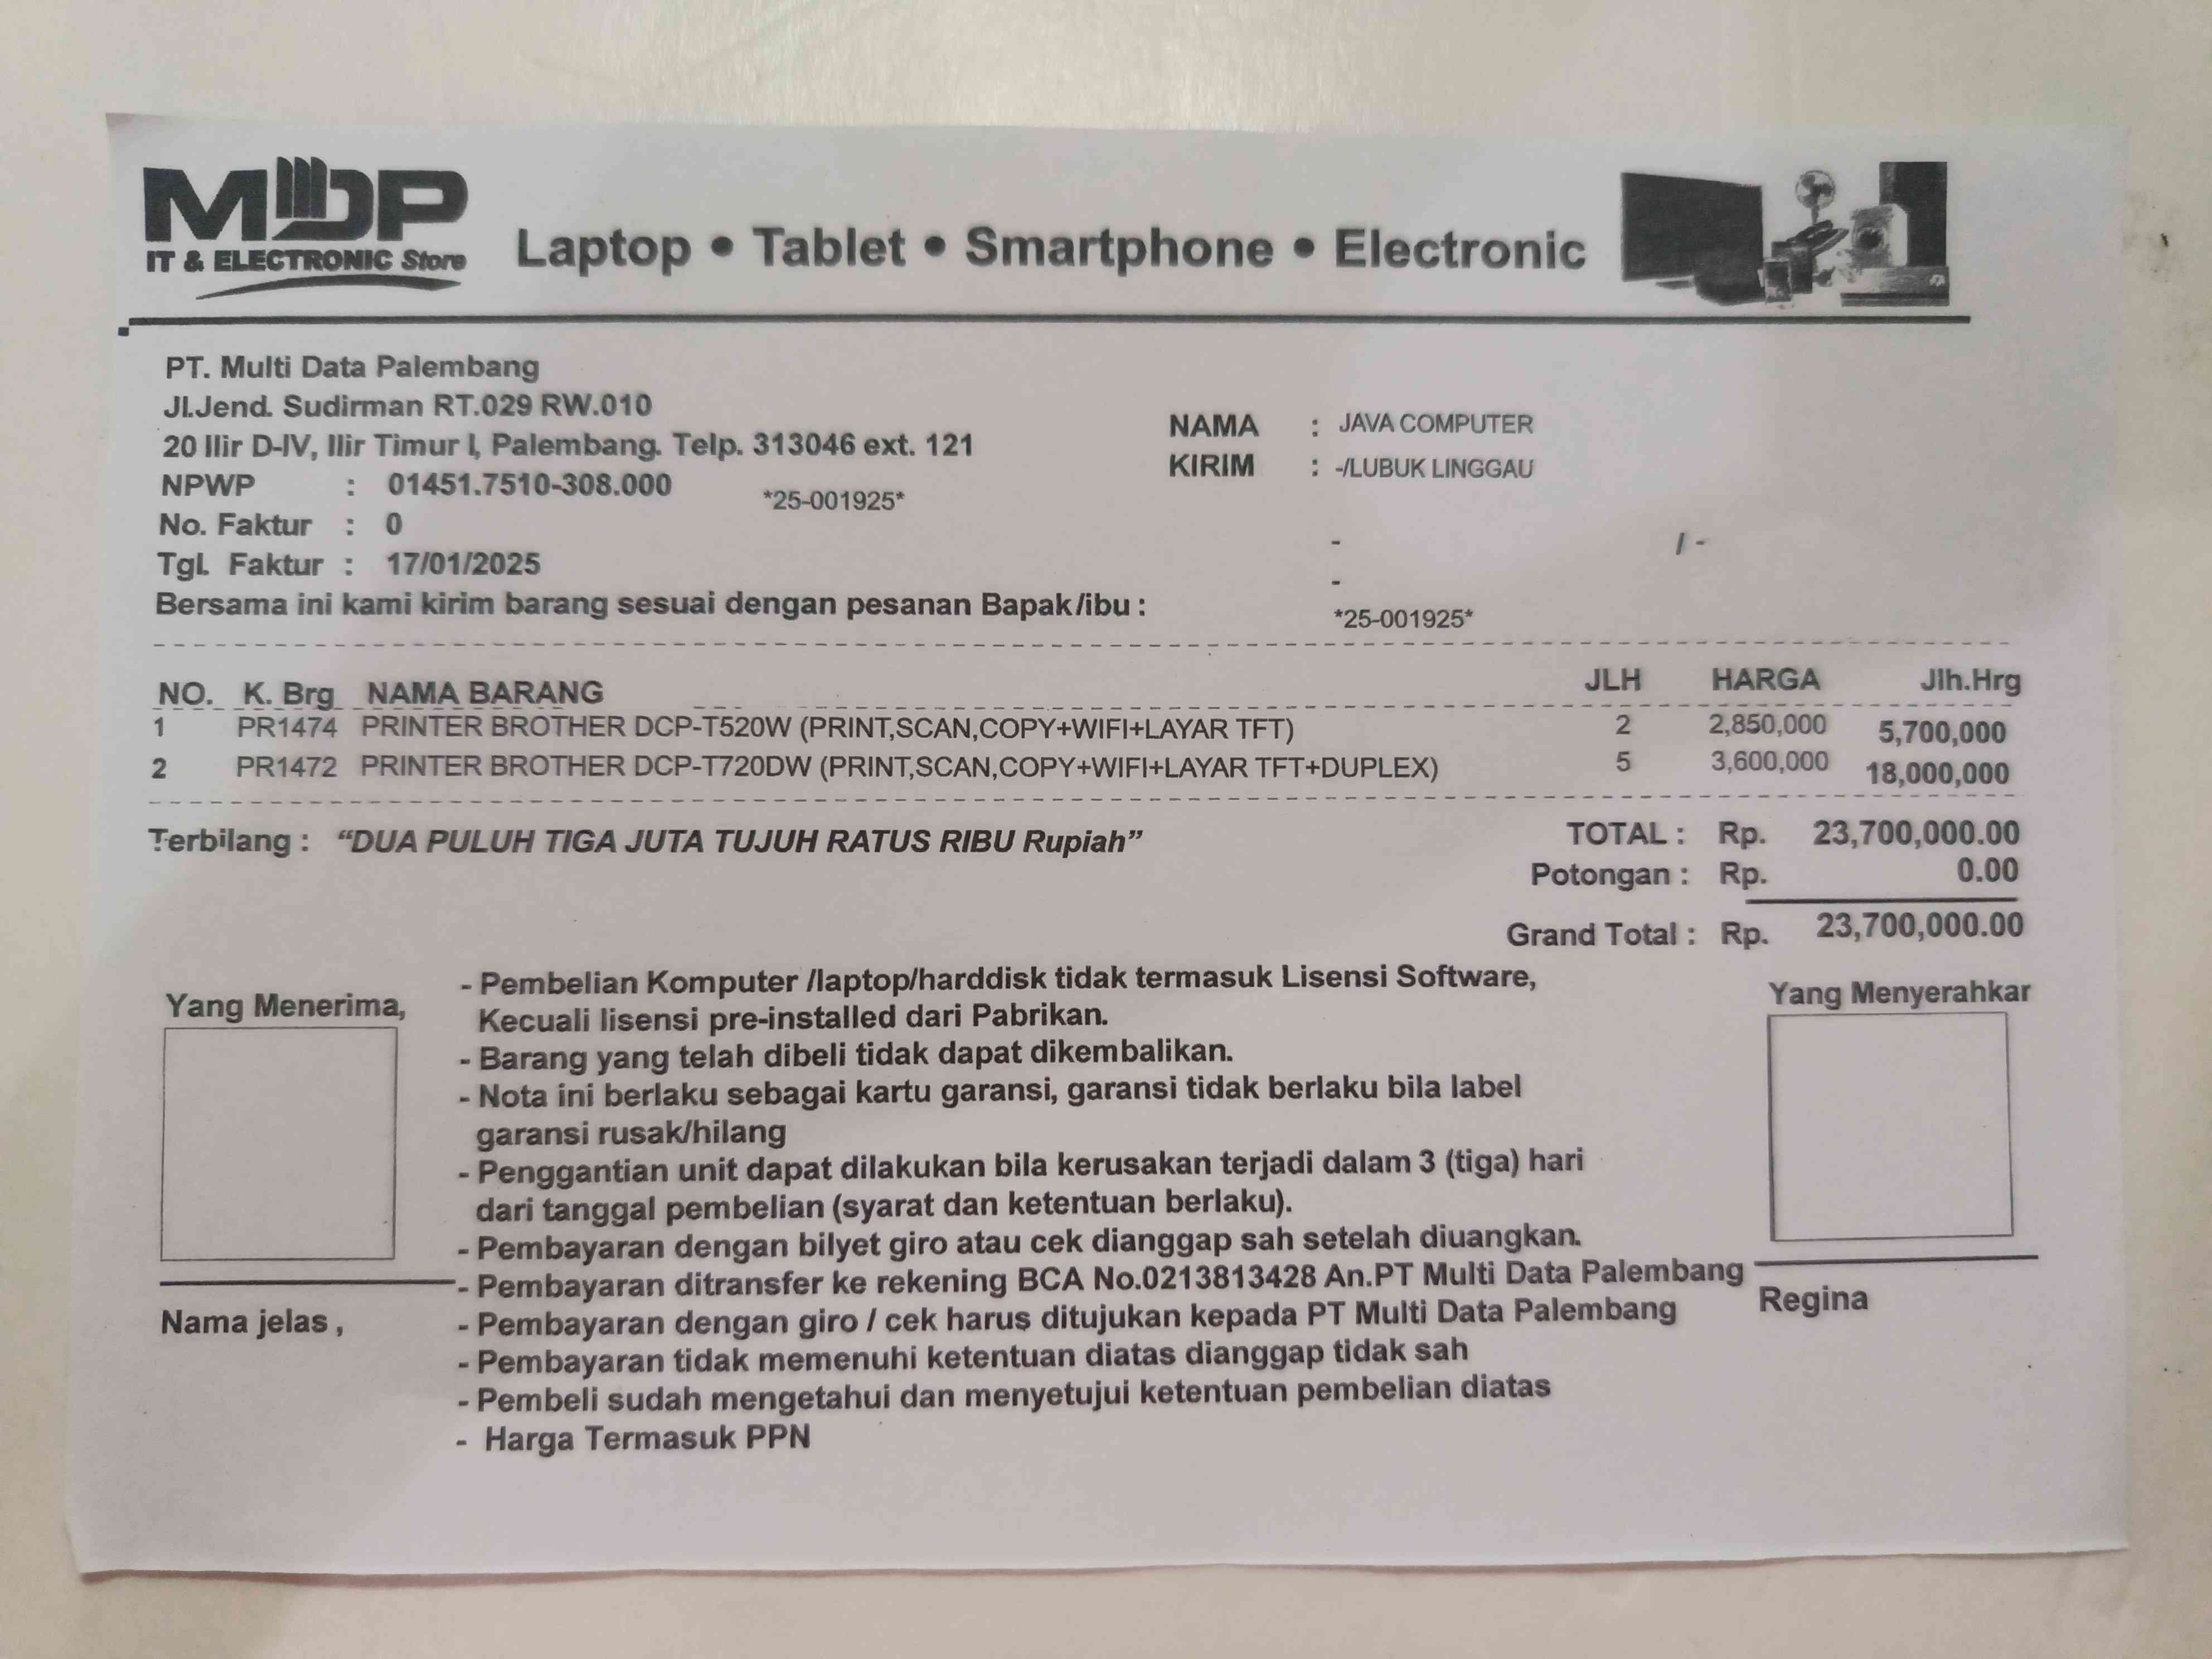 MDP
IT & ELECTRONIC Store
Laptop • Tablet • Smartphone • Electronic
PT. Multi Data Palembang
Jl.Jend. Sudirman RT.029 RW.010
20 Ilir D-IV, Ilir Timur I, Palembang. Telp. 313046 ext. 121
NPWP : 01451.7510-308.000 *25-001925*
No. Faktur : 0
Tgl. Faktur : 17/01/2025
Bersama ini kami kirim barang sesuai dengan pesanan Bapak/ibu :
NAMA : JAVA COMPUTER
KIRIM : -/LUBUK LINGGAU
- / -
-
*25-001925*
NO. K. Brg NAMA BARANG JLH HARGA Jlh.Hrg
1 PR1474 PRINTER BROTHER DCP-T520W (PRINT,SCAN,COPY+WIFI+LAYAR TFT) 2 2,850,000 5,700,000
2 PR1472 PRINTER BROTHER DCP-T720DW (PRINT,SCAN,COPY+WIFI+LAYAR TFT+DUPLEX) 5 3,600,000 18,000,000
Terbilang : “DUA PULUH TIGA JUTA TUJUH RATUS RIBU Rupiah”
TOTAL : Rp. 23,700,000.00
Potongan : Rp. 0.00
Grand Total : Rp. 23,700,000.00
Yang Menerima,
Nama jelas ,
- Pembelian Komputer /laptop/harddisk tidak termasuk Lisensi Software,
Kecuali lisensi pre-installed dari Pabrikan.
- Barang yang telah dibeli tidak dapat dikembalikan.
- Nota ini berlaku sebagai kartu garansi, garansi tidak berlaku bila label
garansi rusak/hilang
- Penggantian unit dapat dilakukan bila kerusakan terjadi dalam 3 (tiga) hari
dari tanggal pembelian (syarat dan ketentuan berlaku).
- Pembayaran dengan bilyet giro atau cek dianggap sah setelah diuangkan.
- Pembayaran ditransfer ke rekening BCA No.0213813428 An.PT Multi Data Palembang
- Pembayaran dengan giro / cek harus ditujukan kepada PT Multi Data Palembang
- Pembayaran tidak memenuhi ketentuan diatas dianggap tidak sah
- Pembeli sudah mengetahui dan menyetujui ketentuan pembelian diatas
- Harga Termasuk PPN
Yang Menyerahkar
Regina